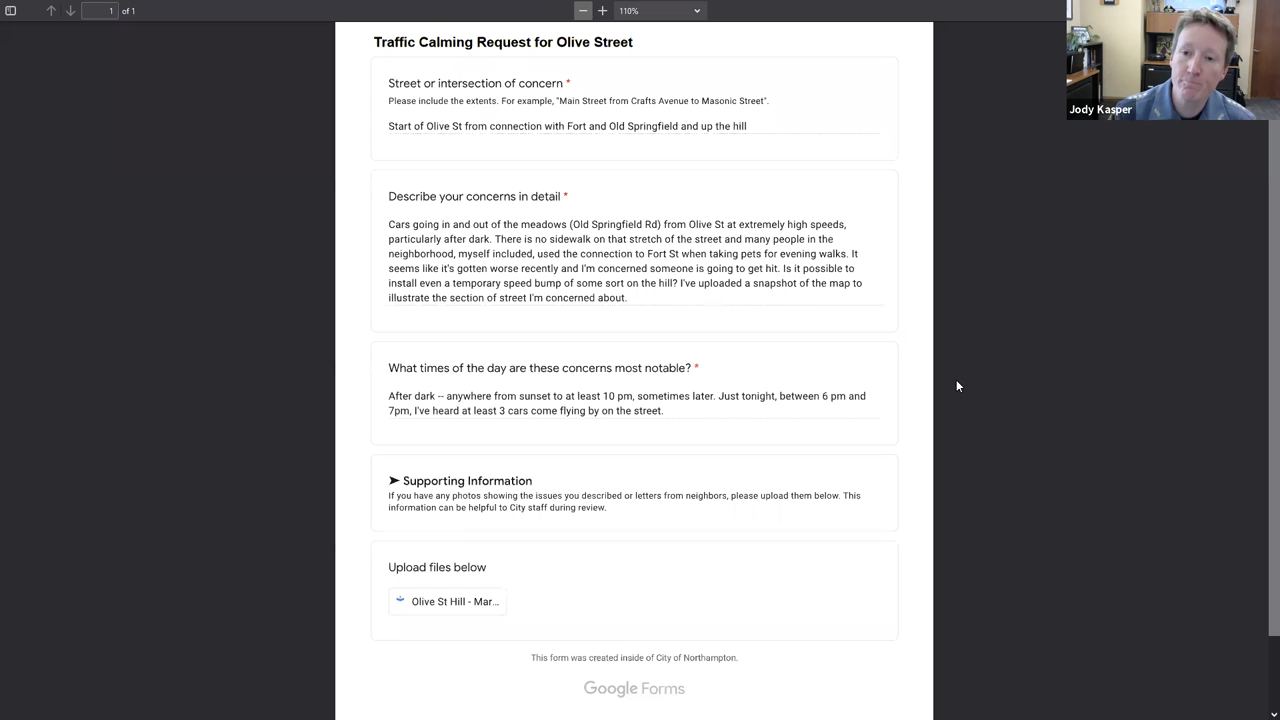 1
of 1
110%
Jody Kasper
Traffic Calming Request for Olive Street
Street or intersection of concern *
Please include the extents. For example, "Main Street from Crafts Avenue to Masonic Street".
Start of Olive St from connection with Fort and Old Springfield and up the hill
Describe your concerns in detail *
Cars going in and out of the meadows (Old Springfield Rd) from Olive St at extremely high speeds,
particularly after dark. There is no sidewalk on that stretch of the street and many people in the
neighborhood, myself included, used the connection to Fort St when taking pets for evening walks. It
seems like it's gotten worse recently and I'm concerned someone is going to get hit. Is it possible to
install even a temporary speed bump of some sort on the hill? I've uploaded a snapshot of the map to
illustrate the section of street I'm concerned about.
What times of the day are these concerns most notable? *
After dark -- anywhere from sunset to at least 10 pm, sometimes later. Just tonight, between 6 pm and
7pm, I've heard at least 3 cars come flying by on the street.
➤ Supporting Information
If you have any photos showing the issues you described or letters from neighbors, please upload them below. This
information can be helpful to City staff during review.
Upload files below
Olive St Hill - Mar...
This form was created inside of City of Northampton.
Google Forms